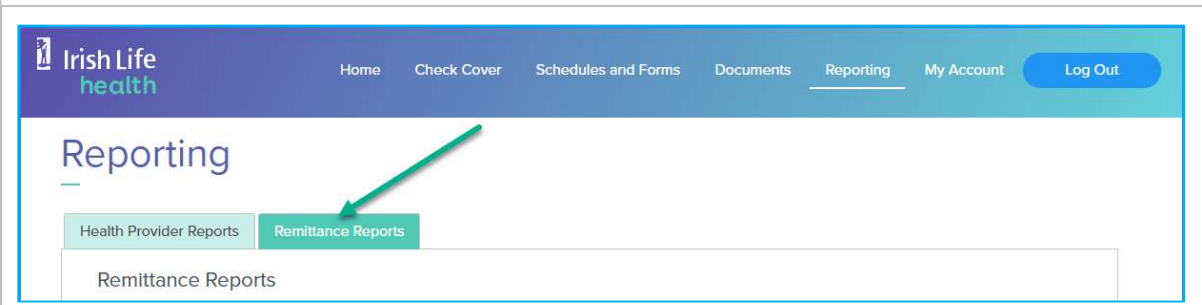 Irish Life
health
Home Check Cover Schedules and Forms Documents Reporting My Account Log Out
Reporting
Health Provider Reports Remittance Reports
Remittance Reports